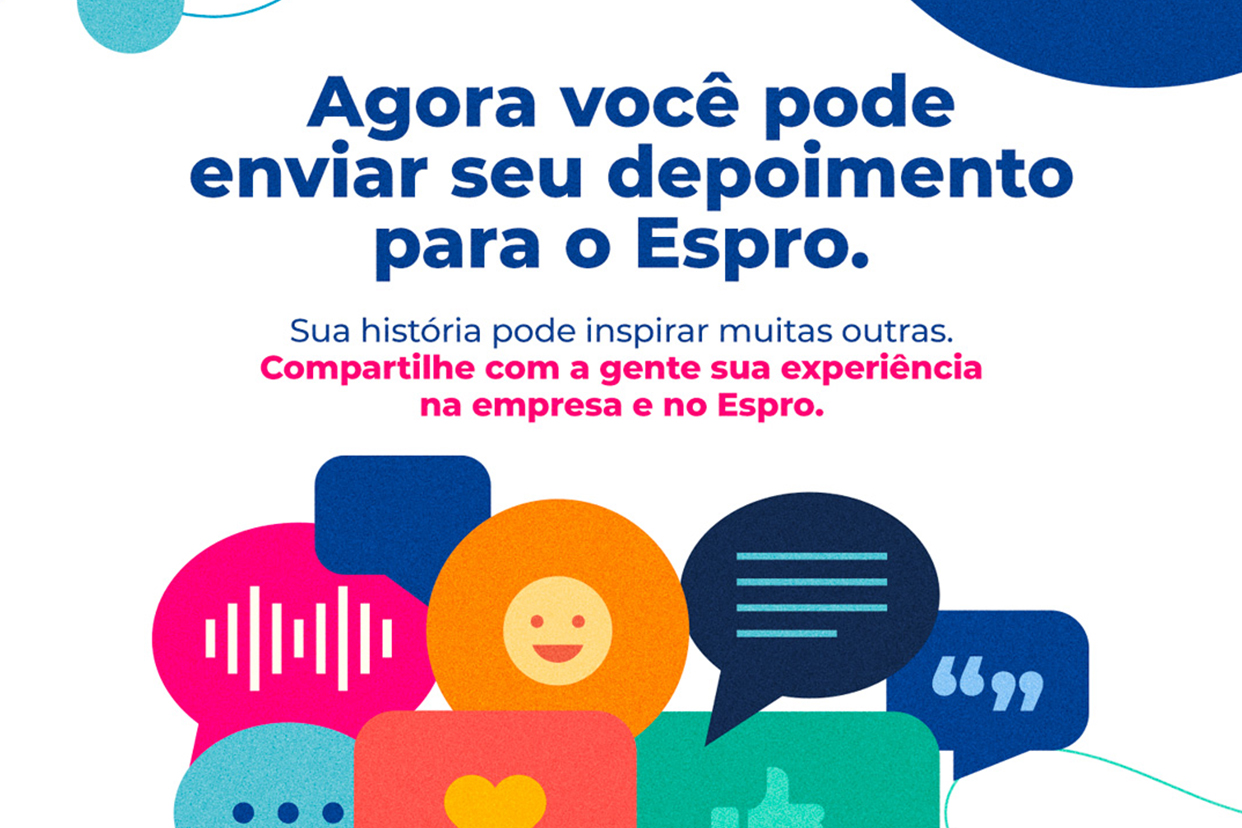 Agora você pode
enviar seu depoimento
para o Espro.
Sua história pode inspirar muitas outras.
Compartilhe com a gente sua experiência
na empresa e no Espro.